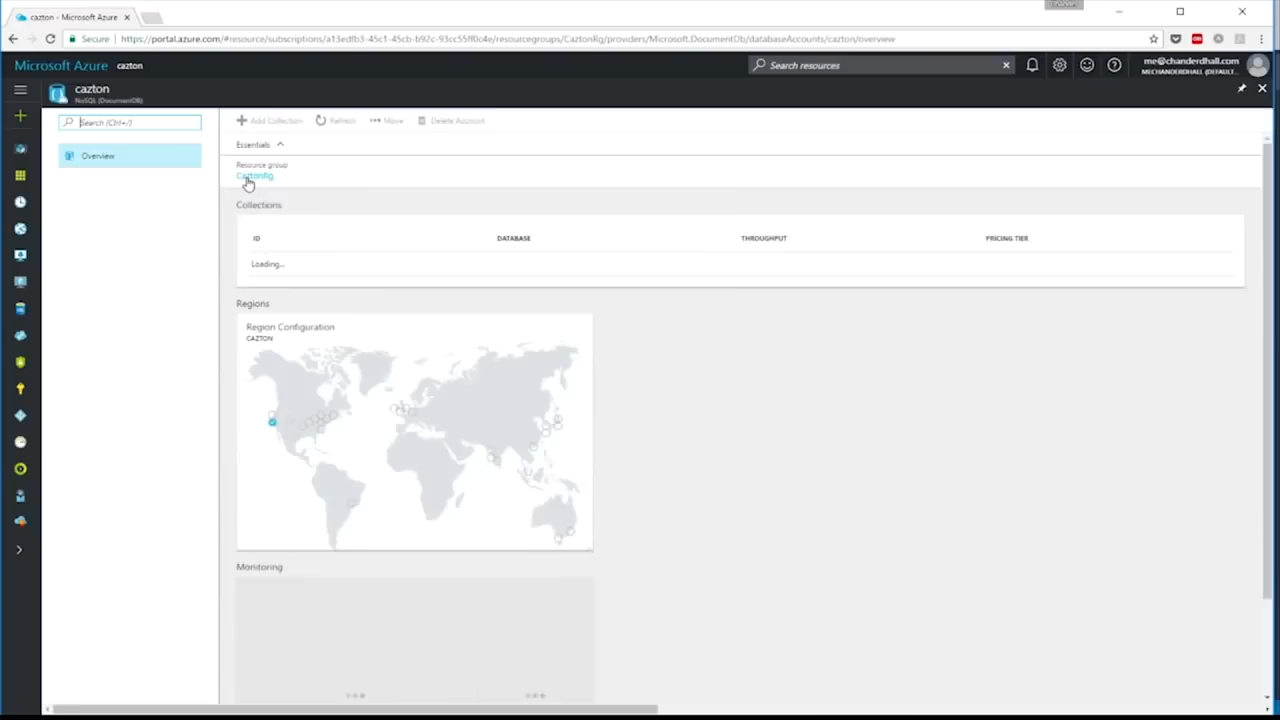 chander
cazton - Microsoft Azure
Secure https://portal.azure.com/#resource/subscriptions/a13edfb3-45c1-45cb-b92c-93cc55ff0c4e/resourcegroups/CaztonRg/providers/Microsoft.DocumentDb/databaseAccounts/cazton/overview
Microsoft Azure cazton
Search resources
me@chanderdhall.com
MECHANDERDHALL (DEFAULT...
cazton
NoSQL (DocumentDB)
Search (Ctrl+/)
Overview
Add Collection Refresh Move Delete Account
Essentials
Resource group
CaztonRg
Collections
ID DATABASE THROUGHPUT PRICING TIER
Loading...
Regions
Region Configuration
CAZTON
Monitoring